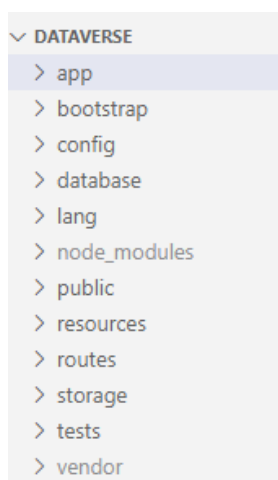 DATAVERSE
app
bootstrap
config
database
lang
node_modules
public
resources
routes
storage
tests
vendor